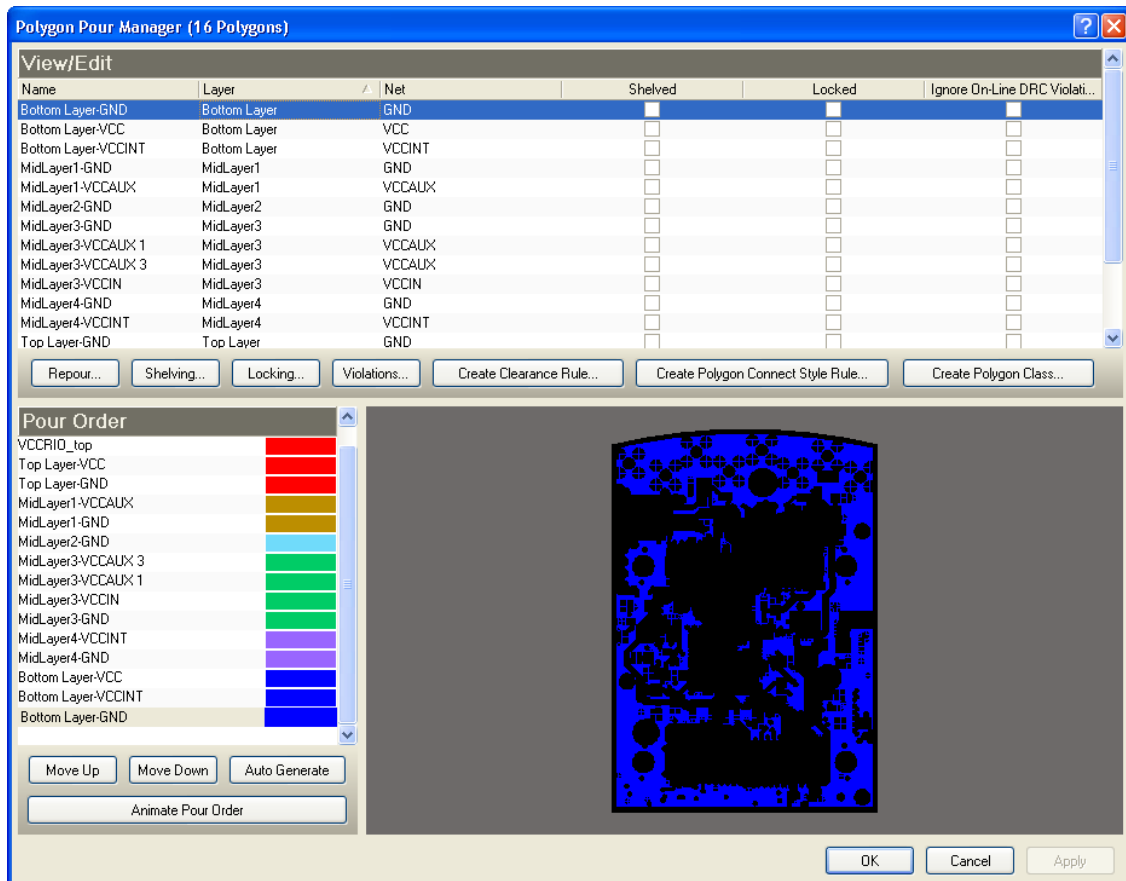 Polygon Pour Manager (16 Polygons)
View/Edit
Name Layer Net Shelved Locked Ignore On-Line DRC Violati...
Bottom Layer-GND Bottom Layer GND
Bottom Layer-VCC Bottom Layer VCC
Bottom Layer-VCCINT Bottom Layer VCCINT
MidLayer1-GND MidLayer1 GND
MidLayer1-VCCAUX MidLayer1 VCCAUX
MidLayer2-GND MidLayer2 GND
MidLayer3-GND MidLayer3 GND
MidLayer3-VCCAUX 1 MidLayer3 VCCAUX
MidLayer3-VCCAUX 3 MidLayer3 VCCAUX
MidLayer3-VCCIN MidLayer3 VCCIN
MidLayer4-GND MidLayer4 GND
MidLayer4-VCCINT MidLayer4 VCCINT
Top Layer-GND Top Layer GND
Repour... Shelving... Locking... Violations... Create Clearance Rule... Create Polygon Connect Style Rule... Create Polygon Class...
Pour Order
VCCRIO_top
Top Layer-VCC
Top Layer-GND
MidLayer1-VCCAUX
MidLayer1-GND
MidLayer2-GND
MidLayer3-VCCAUX 3
MidLayer3-VCCAUX 1
MidLayer3-VCCIN
MidLayer3-GND
MidLayer4-VCCINT
MidLayer4-GND
Bottom Layer-VCC
Bottom Layer-VCCINT
Bottom Layer-GND
Move Up Move Down Auto Generate
Animate Pour Order
OK Cancel Apply